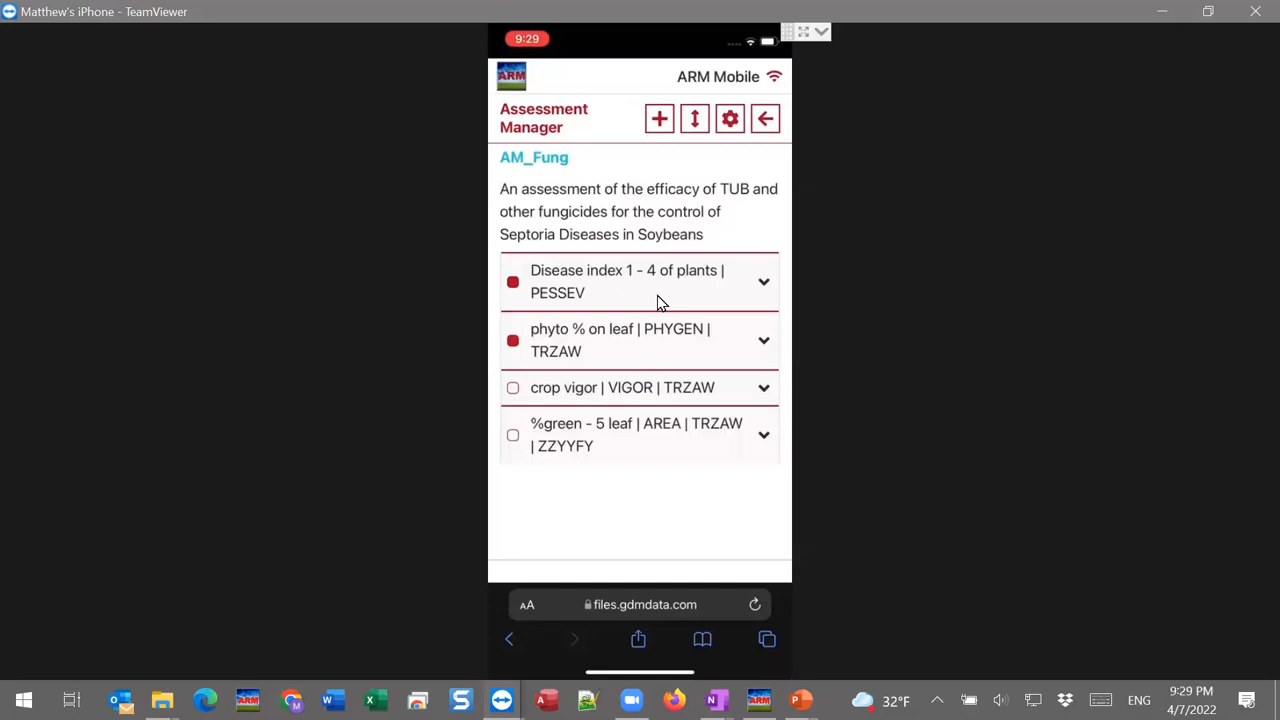 Matthew's iPhone - TeamViewer
9:29
ARM
ARM Mobile
Assessment
Manager
AM_Fung
An assessment of the efficacy of TUB and
other fungicides for the control of
Septoria Diseases in Soybeans
Disease index 1 - 4 of plants |
PESSEV
phyto % on leaf | PHYGEN |
TRZAW
crop vigor | VIGOR | TRZAW
%green - 5 leaf | AREA | TRZAW
| ZZYYFY
AA files.gdmdata.com
32°F
ENG
9:29 PM
4/7/2022